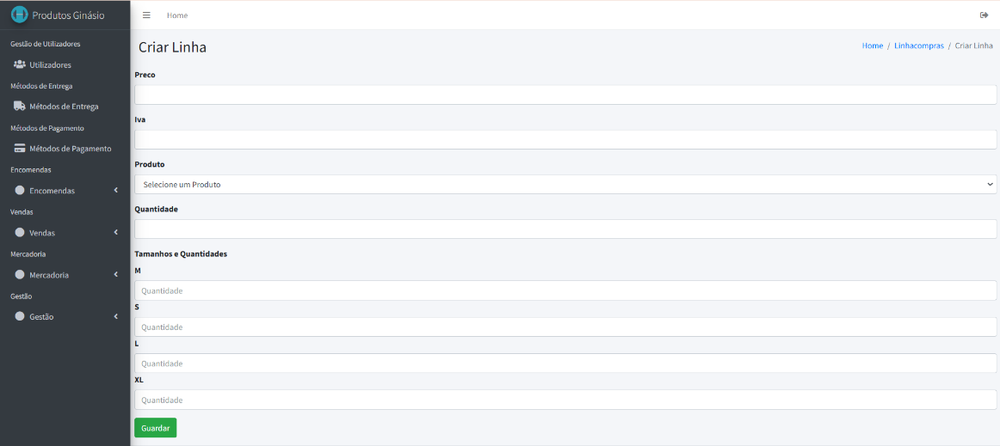 Produtos Ginásio
Gestão de Utilizadores
Utilizadores
Métodos de Entrega
Métodos de Entrega
Métodos de Pagamento
Métodos de Pagamento
Encomendas
Encomendas
Vendas
Vendas
Mercadoria
Mercadoria
Gestão
Gestão
Home
Criar Linha
Home / Linhacompras / Criar Linha
Preco
Iva
Produto
Selecione um Produto
Quantidade
Tamanhos e Quantidades
M
Quantidade
S
Quantidade
L
Quantidade
XL
Quantidade
Guardar